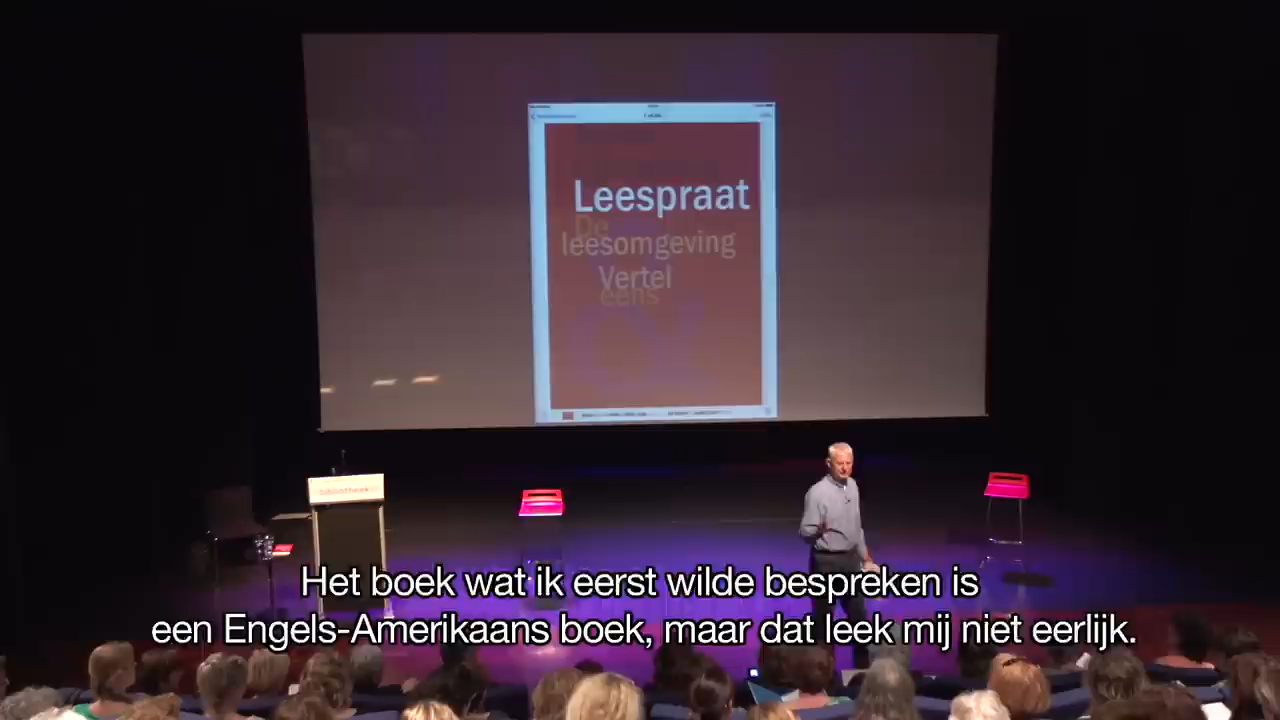 Leespraat
De
leesomgeving
Vertel
eens
bibliotheek
Het boek wat ik eerst wilde bespreken is
een Engels-Amerikaans boek, maar dat leek mij niet eerlijk.